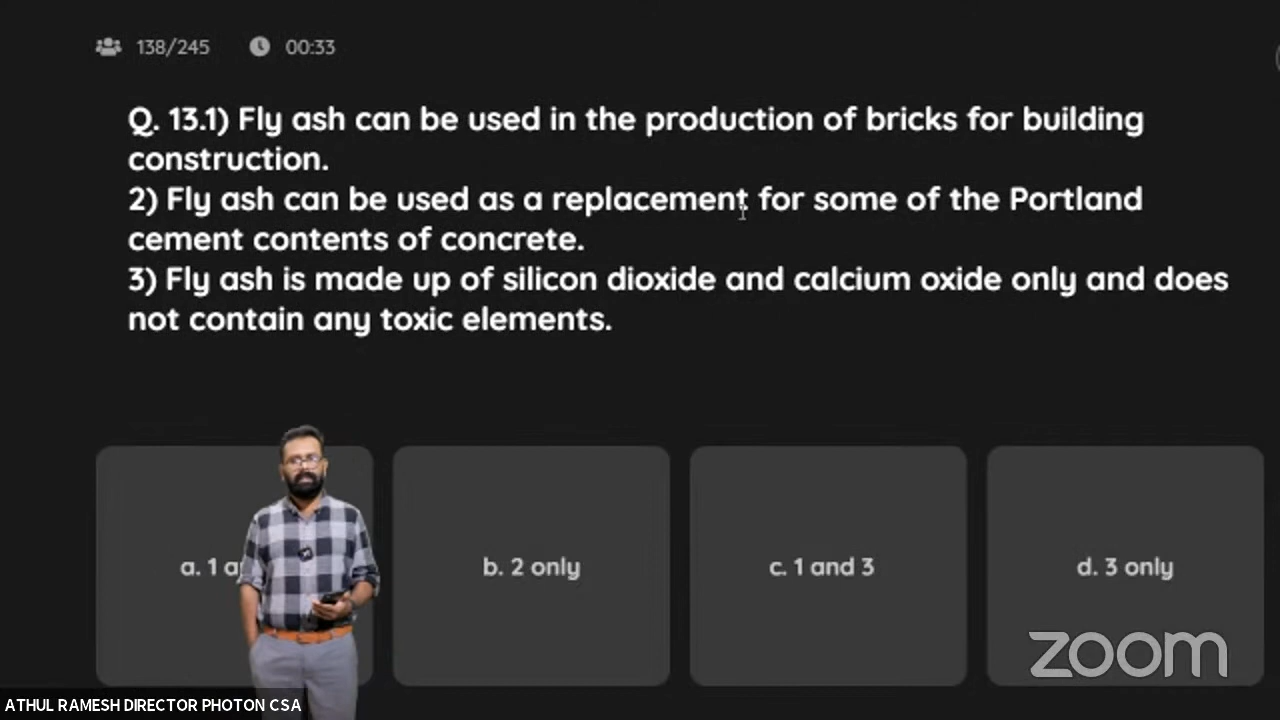 138/245 00:33
Q. 13.1) Fly ash can be used in the production of bricks for building
construction.
2) Fly ash can be used as a replacement for some of the Portland
cement contents of concrete.
3) Fly ash is made up of silicon dioxide and calcium oxide only and does
not contain any toxic elements.
a. 1 b. 2 only c. 1 and 3 d. 3 only
zoom
ATHUL RAMESH DIRECTOR PHOTON CSA